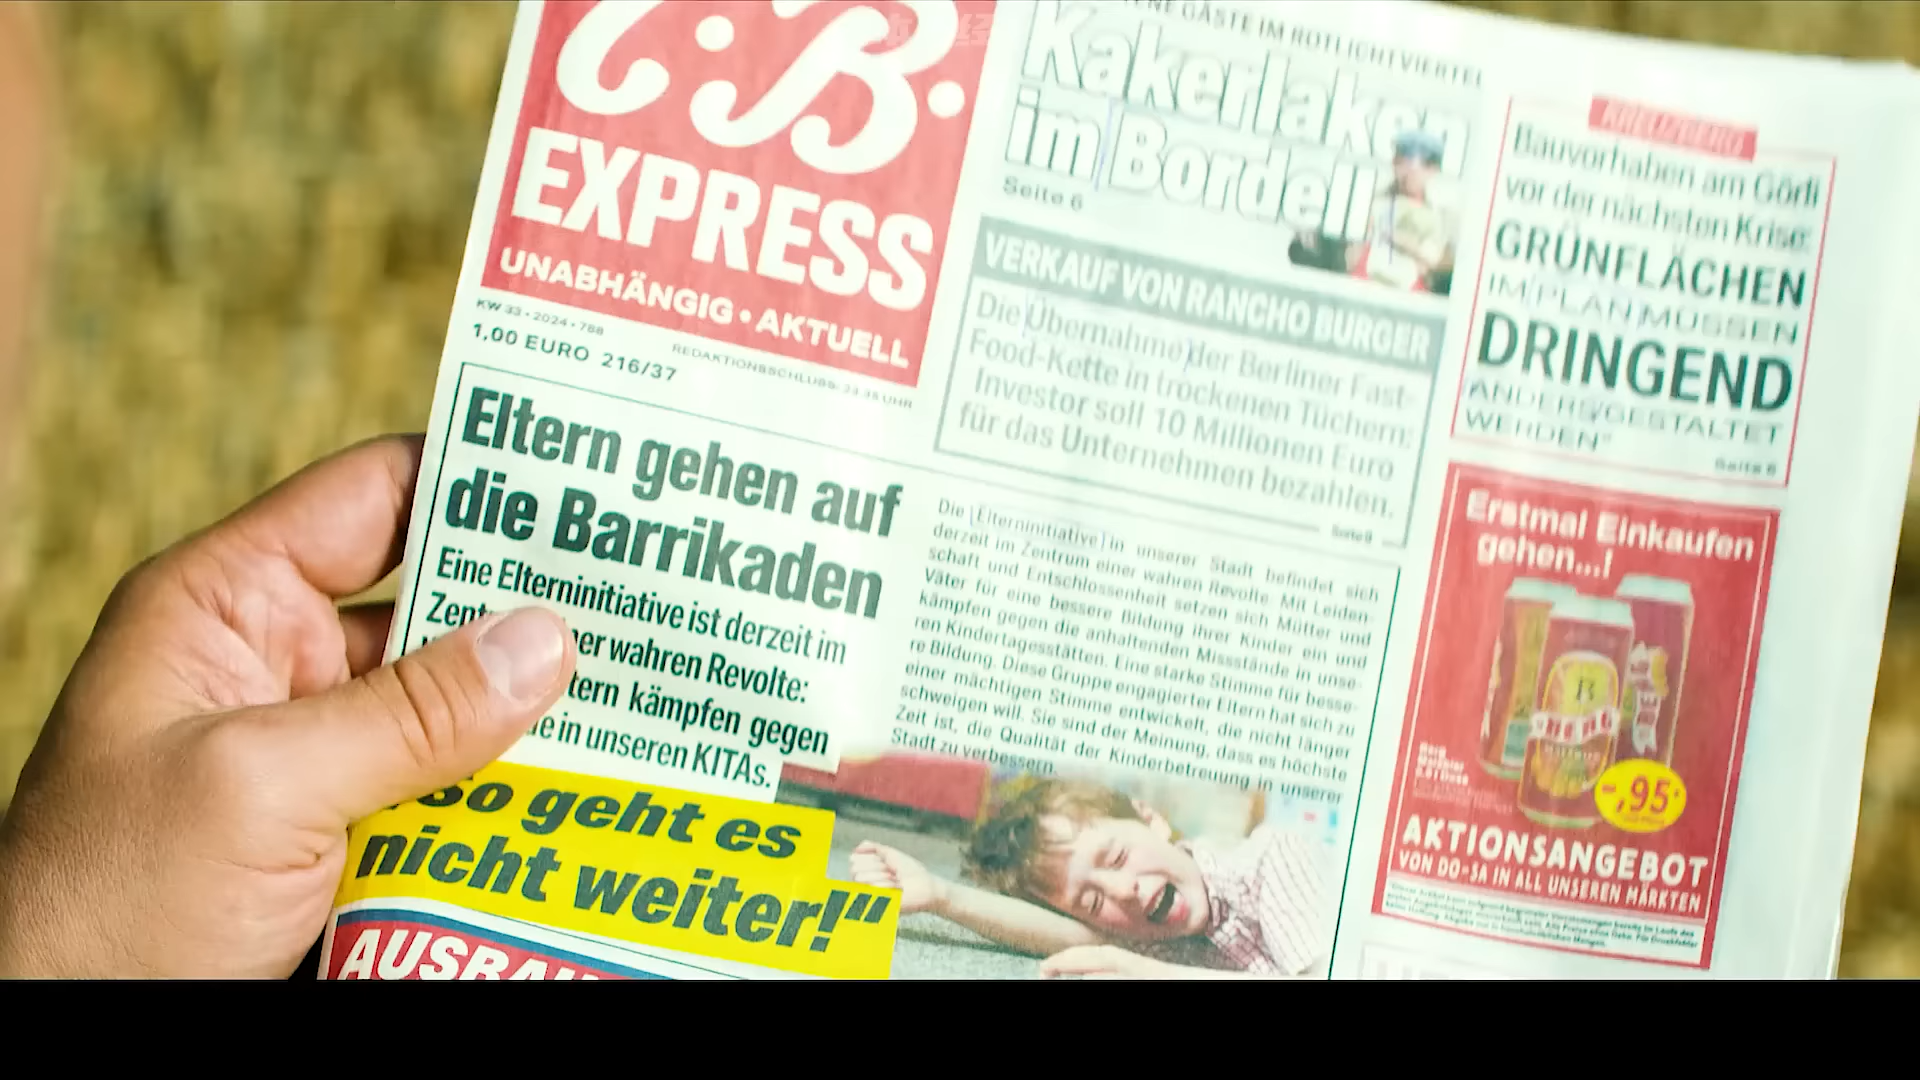 B.
EXPRESS
UNABHÄNGIG • AKTUELL
KW 33 • 2024 • 788
1,00 EURO 216/37
REDAKTIONSSCHLUSS: 23.35 UHR
GÄSTE IM ROTLICHTVIERTEL
Kakerlaken
im Bordell
Seite 6
VERKAUF VON RANCHO BURGER
Die Übernahme der Berliner Fast-
Food-Kette in trockenen Tüchern:
Investor soll 10 Millionen Euro
für das Unternehmen bezahlen.
KREUZBERG
Bauvorhaben am Görli
vor der nächsten Krise:
GRÜNFLÄCHEN
IM PLAN MÜSSEN
DRINGEND
ANDERS GESTALTET
WERDEN"
Seite 6
Eltern gehen auf
die Barrikaden
Eine Elterninitiative ist derzeit im
wahren Revolte:
kämpfen gegen
in unseren KITAs.
So geht es
nicht weiter!“
Die Elterninitiative in unserer Stadt befindet sich
derzeit im Zentrum einer wahren Revolte. Mit Leiden-
schaft und Entschlossenheit setzen sich Mütter und
Väter für eine bessere Bildung ihrer Kinder ein und
kämpfen gegen die anhaltenden Missstände in unse-
ren Kindertagesstätten. Eine starke Stimme für besse-
re Bildung. Diese Gruppe engagierter Eltern hat sich zu
einer mächtigen Stimme entwickelt, die nicht länger
schweigen will. Sie sind der Meinung, dass es höchste
Zeit ist, die Qualität der Kinderbetreuung in unserer
Stadt zu verbessern.
Erstmal Einkaufen
gehen...!
-,95
AKTIONSANGEBOT
VON DO-SA IN ALL UNSEREN MÄRKTEN